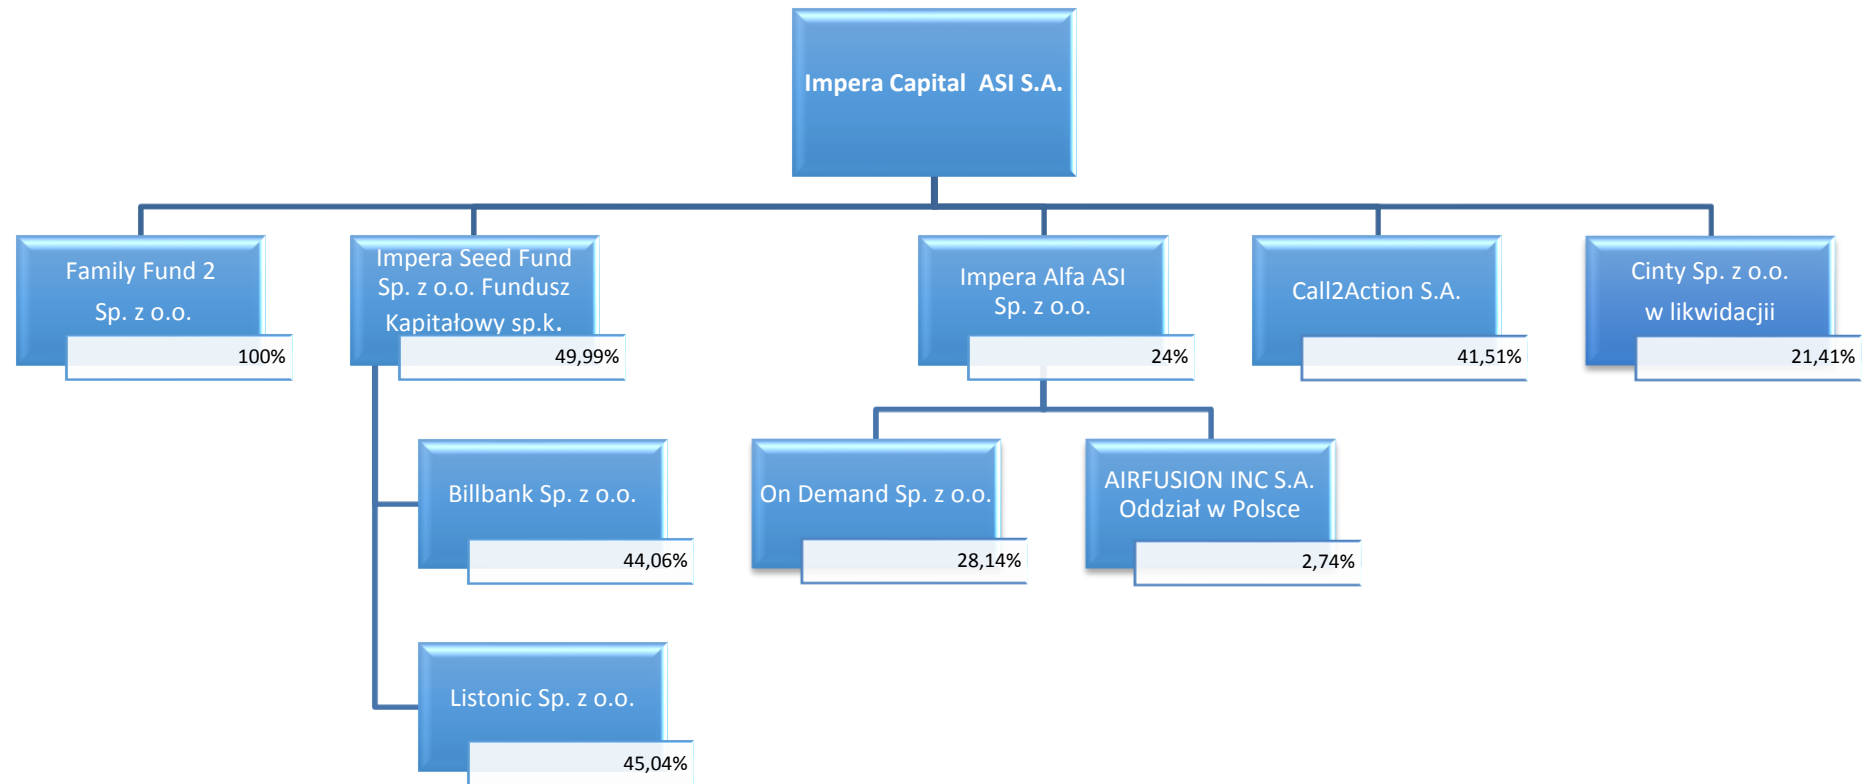 Impera Capital ASI S.A.
Family Fund 2
Sp. z o.o.
100%
Impera Seed Fund
Sp. z o.o. Fundusz
Kapitałowy sp.k.
49,99%
Impera Alfa ASI
Sp. z o.o.
24%
Call2Action S.A.
41,51%
Cinty Sp. z o.o.
w likwidacjii
21,41%
Billbank Sp. z o.o.
44,06%
On Demand Sp. z o.o.
28,14%
AIRFUSION INC S.A.
Oddział w Polsce
2,74%
Listonic Sp. z o.o.
45,04%